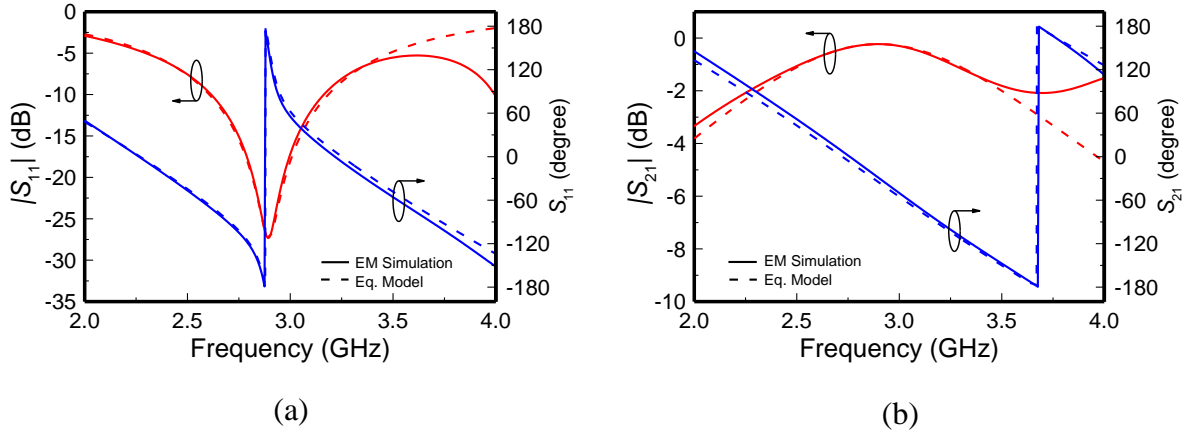 |S11| (dB)
0
-5
-10
-15
-20
-25
-30
-35
2.0 2.5 3.0 3.5 4.0
Frequency (GHz)
180
120
60
0
-60
-120
-180
S11 (degree)
EM Simulation
Eq. Model
(a)
|S21| (dB)
0
-2
-4
-6
-8
-10
2.0 2.5 3.0 3.5 4.0
Frequency (GHz)
180
120
60
0
-60
-120
-180
S21 (degree)
EM Simulation
Eq. Model
(b)